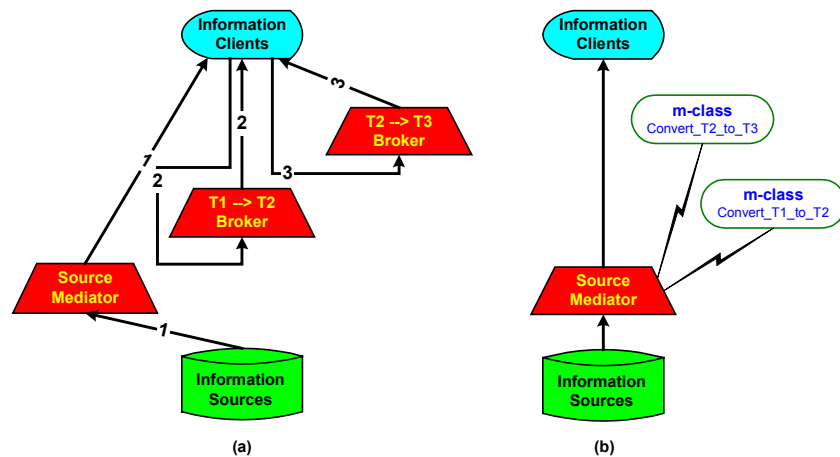 Information
Clients
3
T2 --> T3
Broker
1
2
2
3
T1 --> T2
Broker
Source
Mediator
1
Information
Sources
(a)
Information
Clients
m-class
Convert_T2_to_T3
m-class
Convert_T1_to_T2
Source
Mediator
Information
Sources
(b)